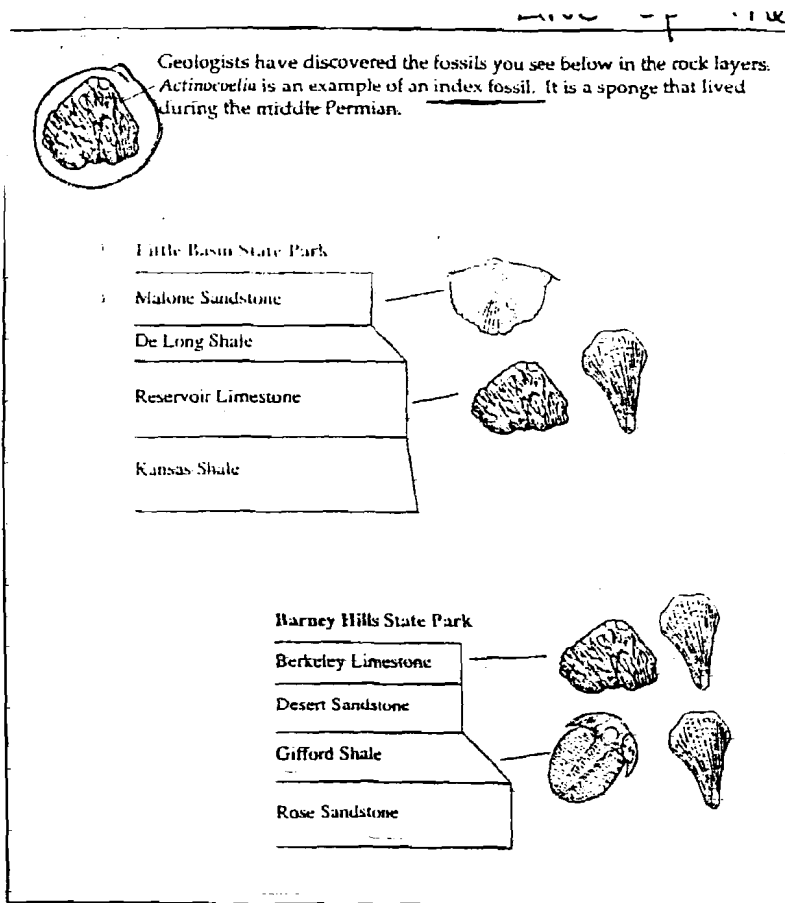 Geologists have discovered the fossils you see below in the rock layers.
Actinocoelia is an example of an index fossil. It is a sponge that lived
during the middle Permian.
Little Basin State Park
Malone Sandstone
De Long Shale
Reservoir Limestone
Kansas Shale
Barney Hills State Park
Berkeley Limestone
Desert Sandstone
Gifford Shale
Rose Sandstone